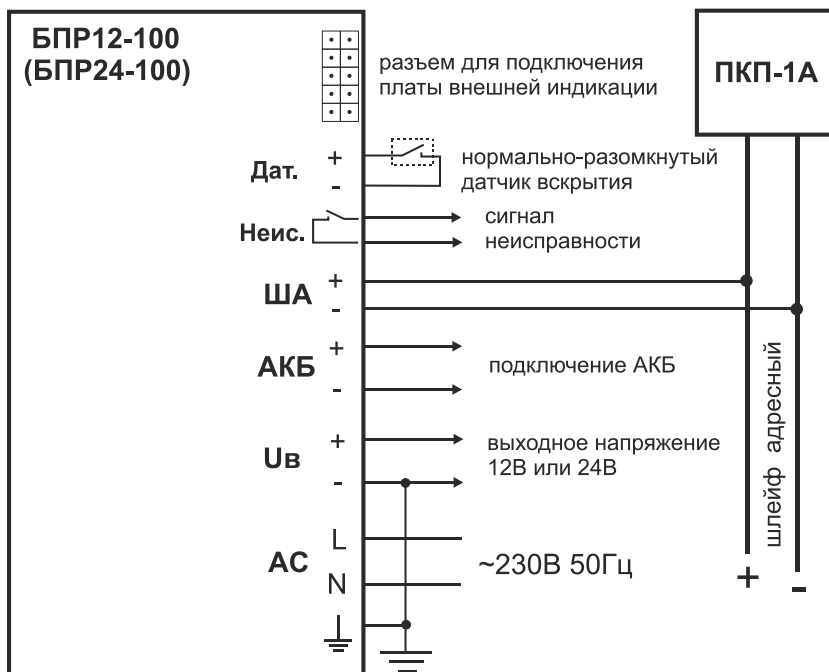 БПР12-100
(БПР24-100)
разъем для подключения
платы внешней индикации
ПКП-1А
Дат.
+
-
нормально-разомкнутый
датчик вскрытия
Неис.
сигнал
неисправности
ША
+
-
АКБ
+
-
подключение АКБ
Uв
+
-
выходное напряжение
12В или 24В
АС
L
N
~230В 50Гц
шлейф адресный
+
-